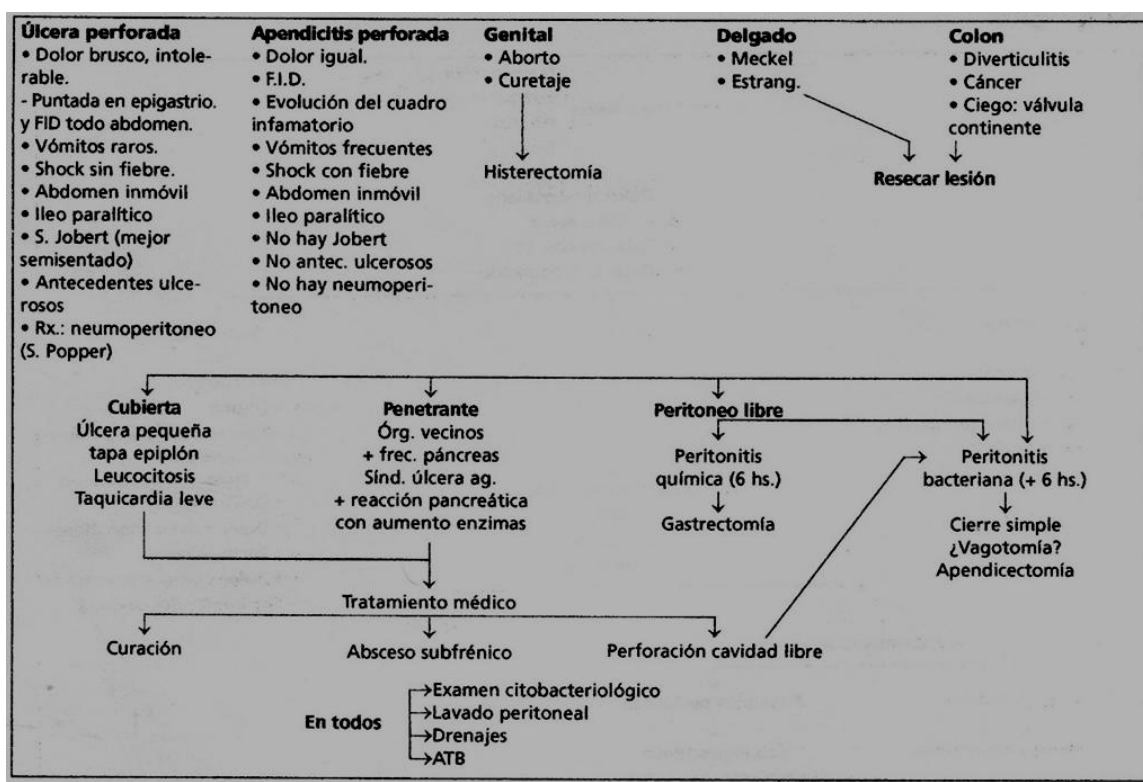 Úlcera perforada
• Dolor brusco, intole-
rable.
- Puntada en epigastrio.
y FID todo abdomen.
• Vómitos raros.
• Shock sin fiebre.
• Abdomen inmóvil
• Ileo paralítico
• S. Jobert (mejor
semisentado)
• Antecedentes ulce-
rosos
• Rx.: neumoperitoneo
(S. Popper)
Apendicitis perforada
• Dolor igual.
• F.I.D.
• Evolución del cuadro
infamatorio
• Vómitos frecuentes
• Shock con fiebre
• Abdomen inmóvil
• Ileo paralítico
• No hay Jobert
• No antec. ulcerosos
• No hay neumoperi-
toneo
Genital
• Aborto
• Curetaje
Histerectomía
Delgado
• Meckel
• Estrang.
Colon
• Diverticulitis
• Cáncer
• Ciego: válvula
continente
Resecar lesión
Cubierta
Úlcera pequeña
tapa epiplón
Leucocitosis
Taquicardia leve
Penetrante
Órg. vecinos
+ frec. páncreas
Sínd. úlcera ag.
+ reacción pancreática
con aumento enzimas
Peritoneo libre
Peritonitis
química (6 hs.)
Gastrectomía
Peritonitis
bacteriana (+ 6 hs.)
Cierre simple
¿Vagotomía?
Apendicectomía
Tratamiento médico
Curación
Absceso subfrénico
Perforación cavidad libre
En todos
Examen citobacteriológico
Lavado peritoneal
Drenajes
ATB